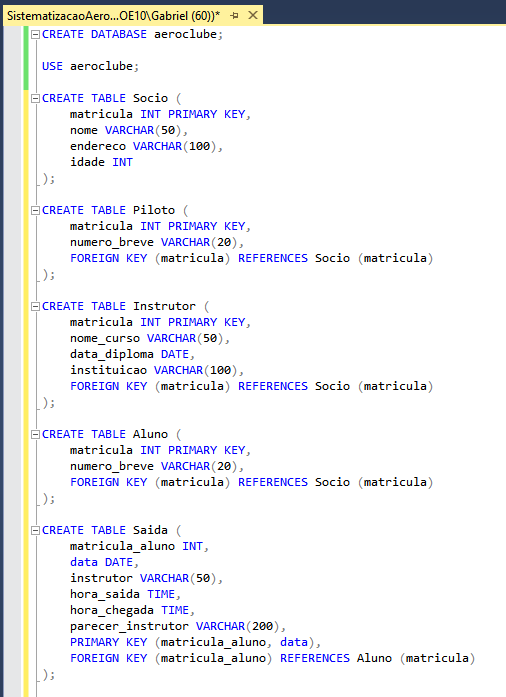 SistematizacaoAero...OE10\Gabriel (60))*
CREATE DATABASE aeroclube;
USE aeroclube;
CREATE TABLE Socio (
matricula INT PRIMARY KEY,
nome VARCHAR(50),
endereco VARCHAR(100),
idade INT
);
CREATE TABLE Piloto (
matricula INT PRIMARY KEY,
numero_breve VARCHAR(20),
FOREIGN KEY (matricula) REFERENCES Socio (matricula)
);
CREATE TABLE Instrutor (
matricula INT PRIMARY KEY,
nome_curso VARCHAR(50),
data_diploma DATE,
instituicao VARCHAR(100),
FOREIGN KEY (matricula) REFERENCES Socio (matricula)
);
CREATE TABLE Aluno (
matricula INT PRIMARY KEY,
numero_breve VARCHAR(20),
FOREIGN KEY (matricula) REFERENCES Socio (matricula)
);
CREATE TABLE Saida (
matricula_aluno INT,
data DATE,
instrutor VARCHAR(50),
hora_saida TIME,
hora_chegada TIME,
parecer_instrutor VARCHAR(200),
PRIMARY KEY (matricula_aluno, data),
FOREIGN KEY (matricula_aluno) REFERENCES Aluno (matricula)
);